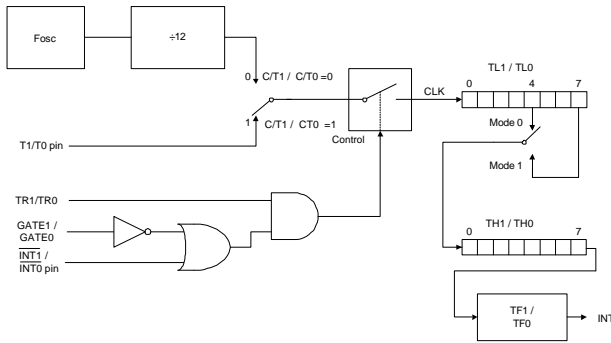 Fosc
÷12
0 C/T1 / C/T0 =0
TL1 / TL0
0 4 7
CLK
1 C/T1 / CT0 =1
Control
Mode 0
T1/T0 pin
Mode 1
TR1/TR0
GATE1 /
GATE0
INT1 /
INT0 pin
TH1 / TH0
0 7
TF1 /
TF0
INT